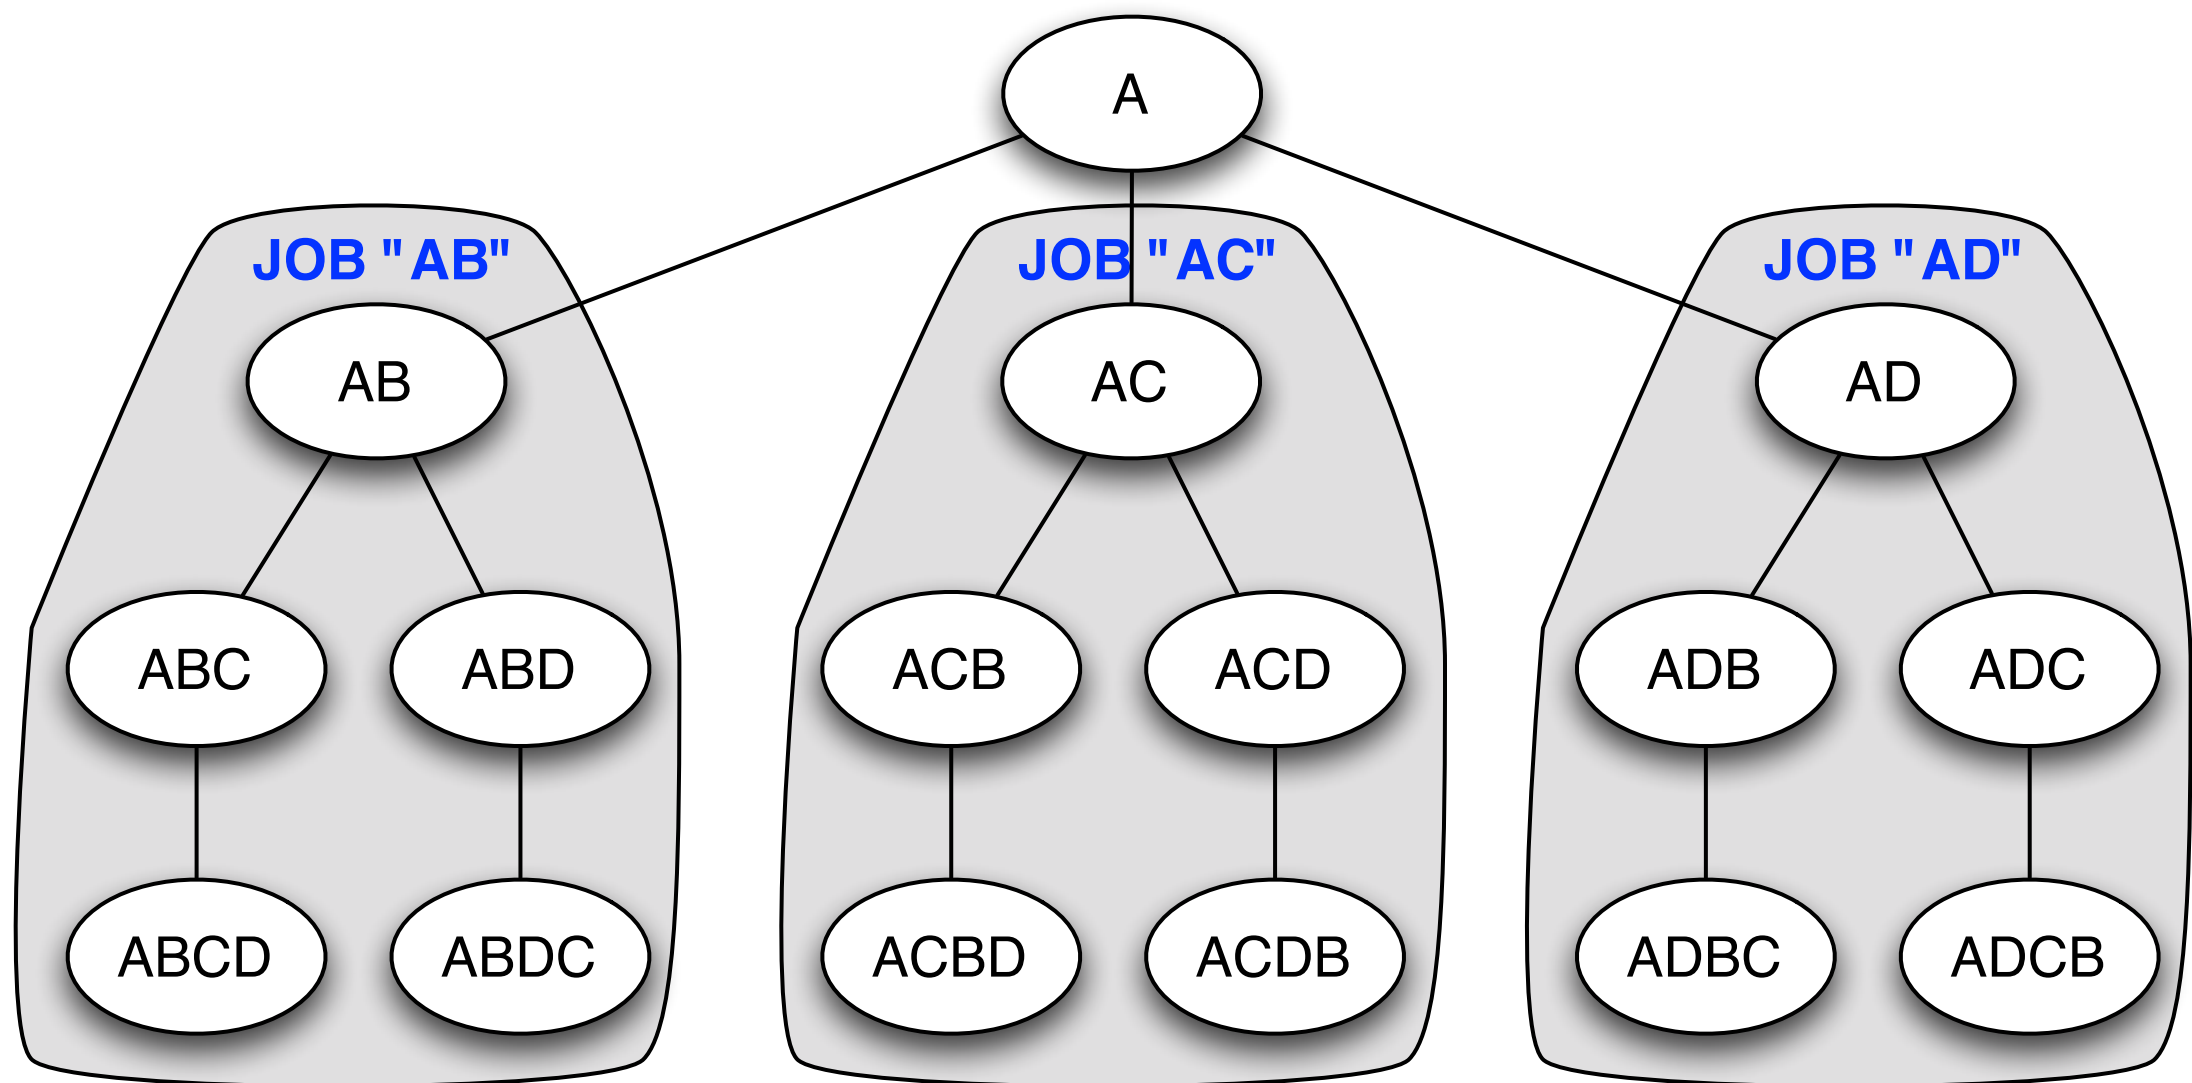 A
JOB "AB"
JOB "AC"
JOB "AD"
AB
AC
AD
ABC
ABD
ACB
ACD
ADB
ADC
ABCD
ABDC
ACBD
ACDB
ADBC
ADCB